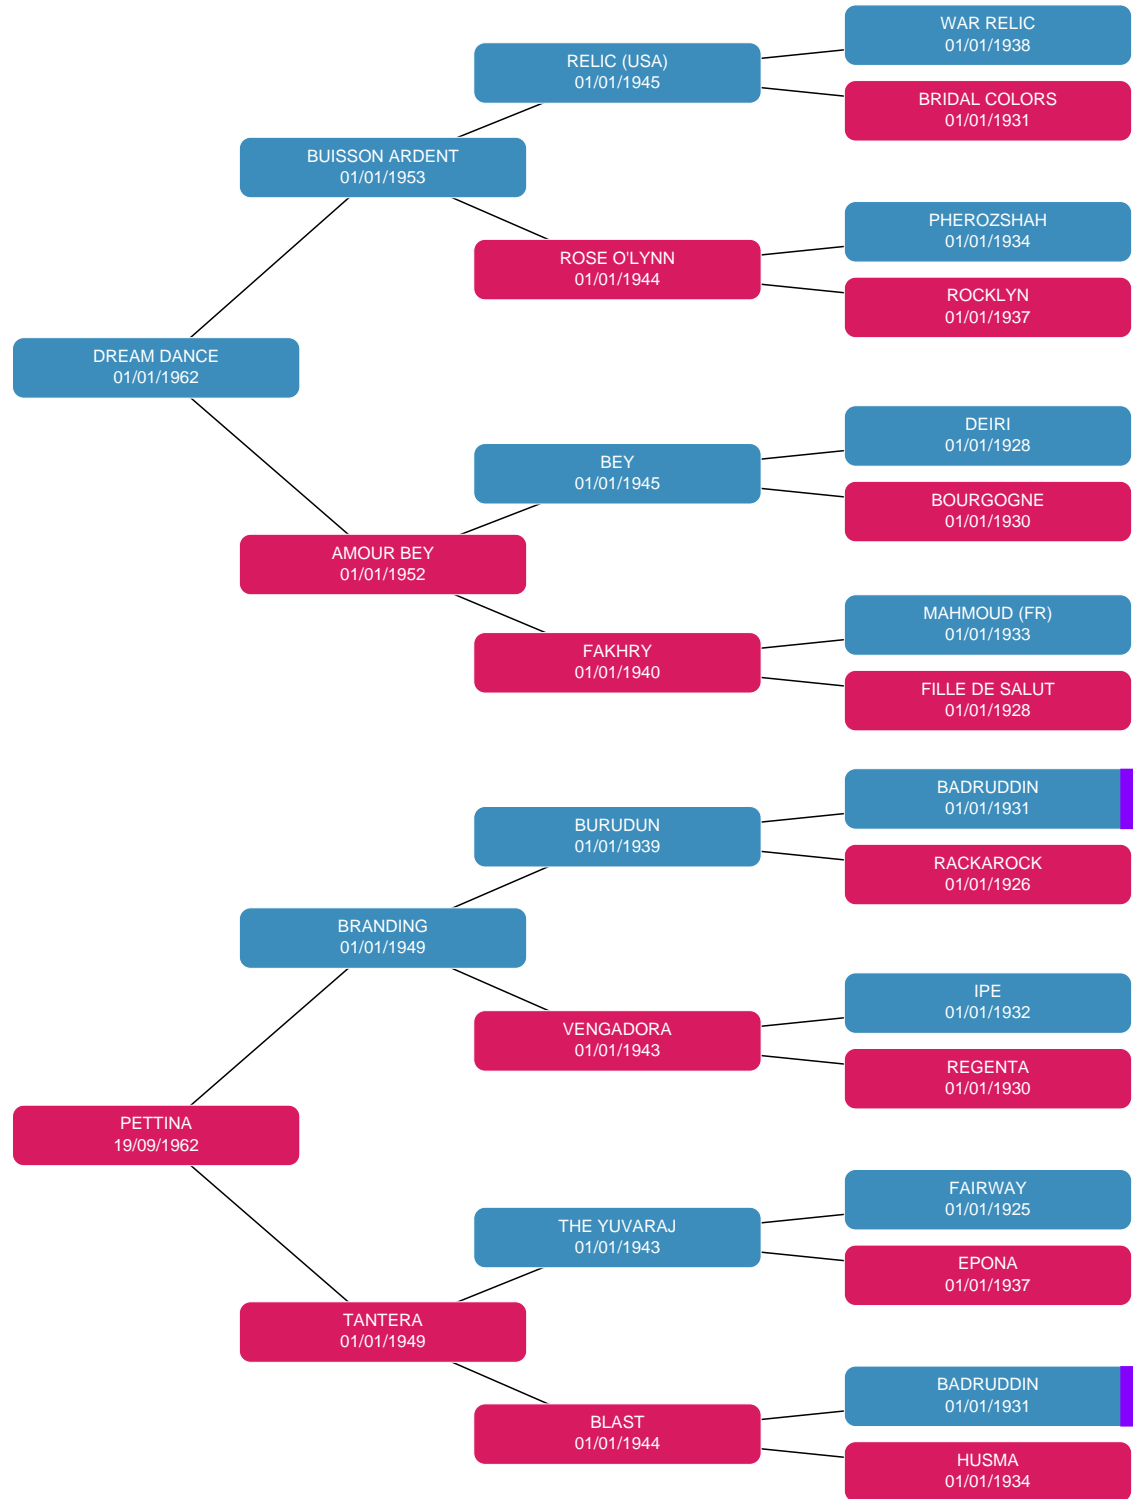 WAR RELIC
01/01/1938
RELIC (USA)
01/01/1945
BRIDAL COLORS
01/01/1931
BUISSON ARDENT
01/01/1953
PHEROZSHAH
01/01/1934
ROSE O'LYNN
01/01/1944
ROCKLYN
01/01/1937
DREAM DANCE
01/01/1962
DEIRI
01/01/1928
BEY
01/01/1945
BOURGOGNE
01/01/1930
AMOUR BEY
01/01/1952
MAHMOUD (FR)
01/01/1933
FAKHRY
01/01/1940
FILLE DE SALUT
01/01/1928
BADRUDDIN
01/01/1931
BURUDUN
01/01/1939
RACKAROCK
01/01/1926
BRANDING
01/01/1949
IPE
01/01/1932
VENGADORA
01/01/1943
REGENTA
01/01/1930
PETTINA
19/09/1962
FAIRWAY
01/01/1925
THE YUVARAJ
01/01/1943
EPONA
01/01/1937
TANTERA
01/01/1949
BADRUDDIN
01/01/1931
BLAST
01/01/1944
HUSMA
01/01/1934